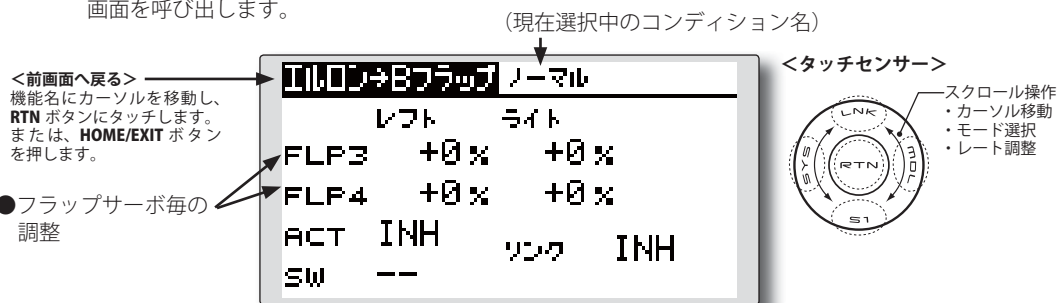 画面を呼び出します。
(現在選択中のコンディション名)
<前画面へ戻る>
機能名にカーソルを移動し、
RTN ボタンにタッチします。
または、HOME/EXIT ボタン
を押します。
●フラップサーボ毎の
調整
エルロン→Bフラップ ノーマル
レフト ライト
FLP3 +0% +0%
FLP4 +0% +0%
ACT INH リンク INH
SW --
<タッチセンサー>
LNK
SYS
RTN
MDL
S1
スクロール操作
・カーソル移動
・モード選択
・レート調整